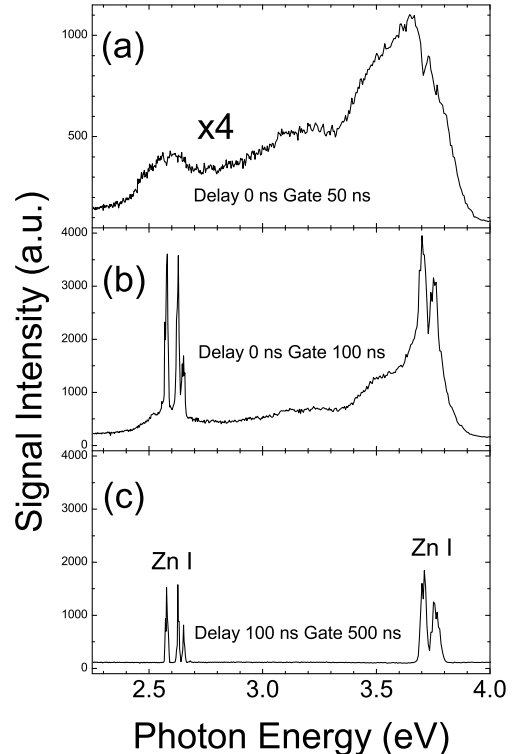 Signal Intensity (a.u.)
(a)
x4
Delay 0 ns Gate 50 ns
1000
500
(b)
Delay 0 ns Gate 100 ns
4000
3000
2000
1000
0
(c)
Zn I
Zn I
Delay 100 ns Gate 500 ns
4000
3000
2000
1000
0
2.5
3.0
3.5
4.0
Photon Energy (eV)